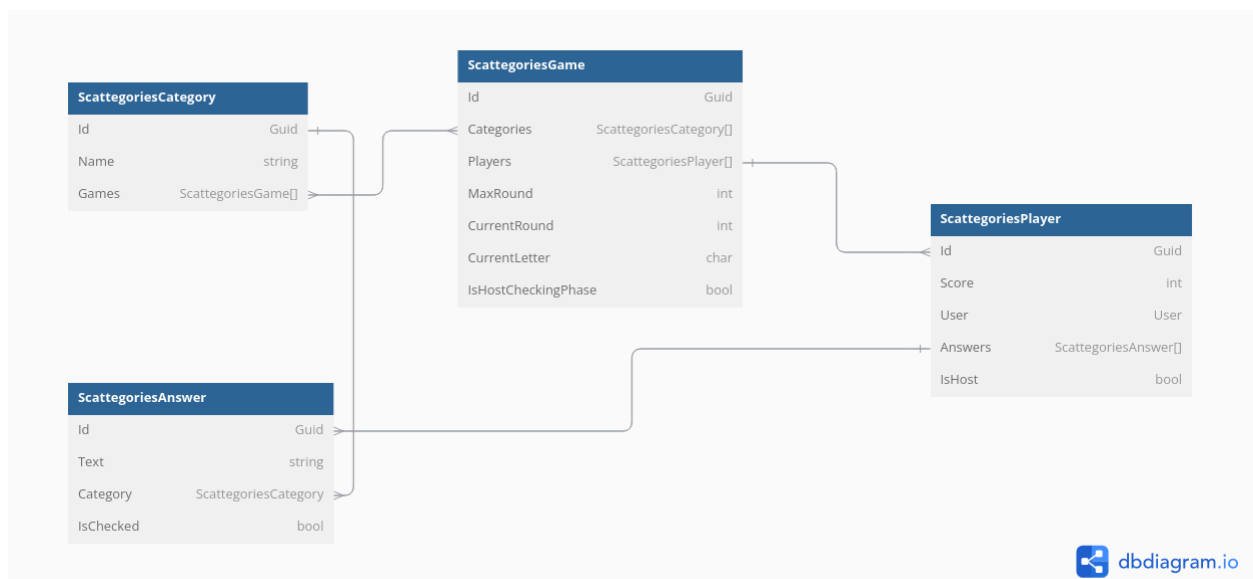 ScattegoriesCategory
Id Guid
Name string
Games ScattegoriesGame[]
ScattegoriesGame
Id Guid
Categories ScattegoriesCategory[]
Players ScattegoriesPlayer[]
MaxRound int
CurrentRound int
CurrentLetter char
IsHostCheckingPhase bool
ScattegoriesPlayer
Id Guid
Score int
User User
Answers ScattegoriesAnswer[]
IsHost bool
ScattegoriesAnswer
Id Guid
Text string
Category ScattegoriesCategory
IsChecked bool
dbdiagram.io